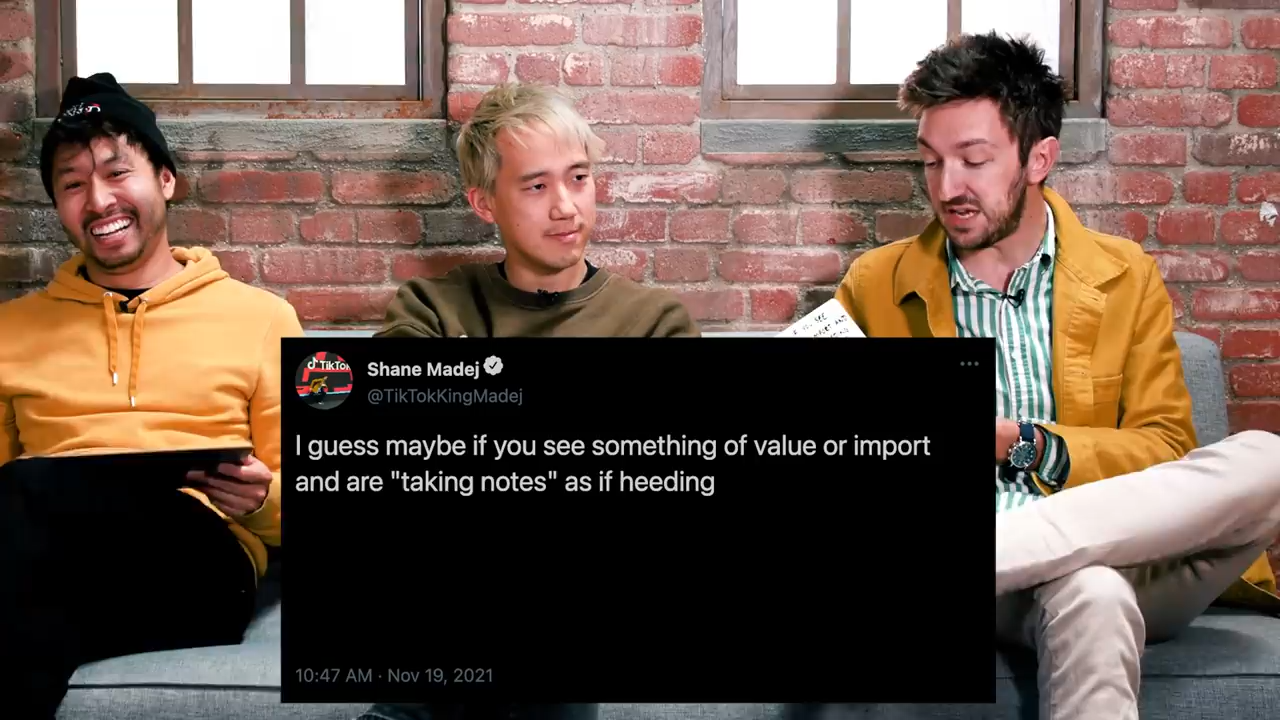 TikTok
Shane Madej
@TikTokKingMadej
I guess maybe if you see something of value or import
and are "taking notes" as if heeding
10:47 AM · Nov 19, 2021